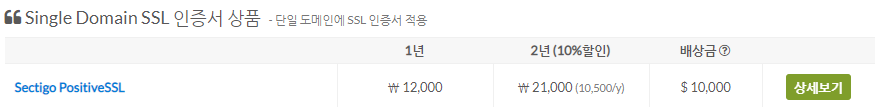 ❝ Single Domain SSL 인증서 상품 - 단일 도메인에 SSL 인증서 적용
1년 2년 (10%할인) 배상금 ?
Sectigo PositiveSSL ₩ 12,000 ₩ 21,000 (10,500/y) $ 10,000 상세보기